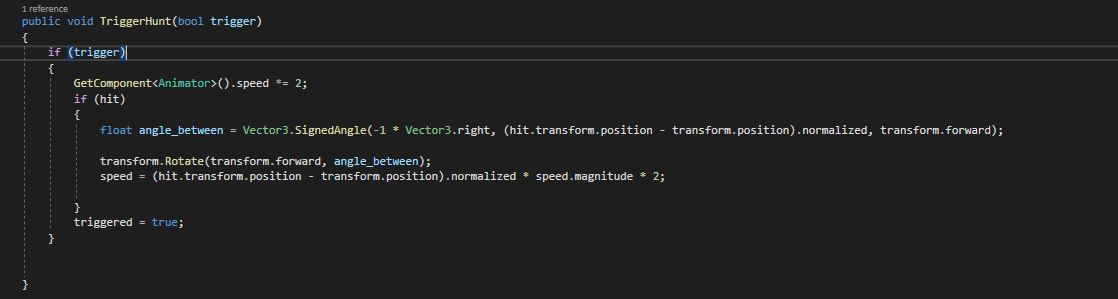 1 reference
public void TriggerHunt(bool trigger)
{
if (trigger)
{
GetComponent<Animator>().speed *= 2;
if (hit)
{
float angle_between = Vector3.SignedAngle(-1 * Vector3.right, (hit.transform.position - transform.position).normalized, transform.forward);
transform.Rotate(transform.forward, angle_between);
speed = (hit.transform.position - transform.position).normalized * speed.magnitude * 2;
}
triggered = true;
}
}